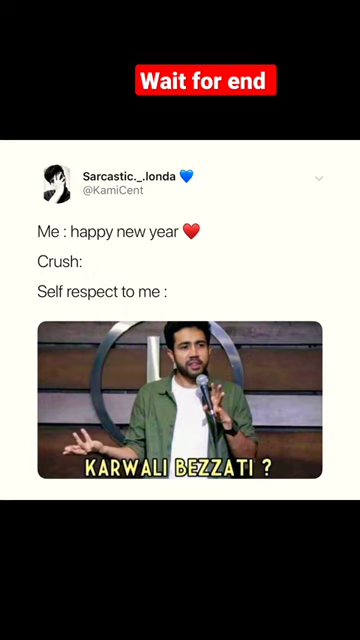 Wait for end
Sarcastic._.londa 💙
@KamiCent
Me : happy new year ❤️
Crush:
Self respect to me :
KARWALI BEZZATI ?